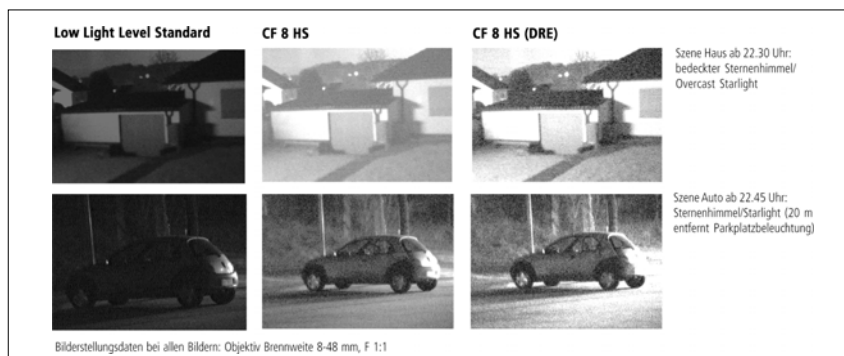 Low Light Level Standard
CF 8 HS
CF 8 HS (DRE)
Szene Haus ab 22.30 Uhr:
bedeckter Sternenhimmel/
Overcast Starlight
Szene Auto ab 22.45 Uhr:
Sternenhimmel/Starlight (20 m
entfernt Parkplatzbeleuchtung)
Bilderstellungsdaten bei allen Bildern: Objektiv Brennweite 8-48 mm, F 1:1